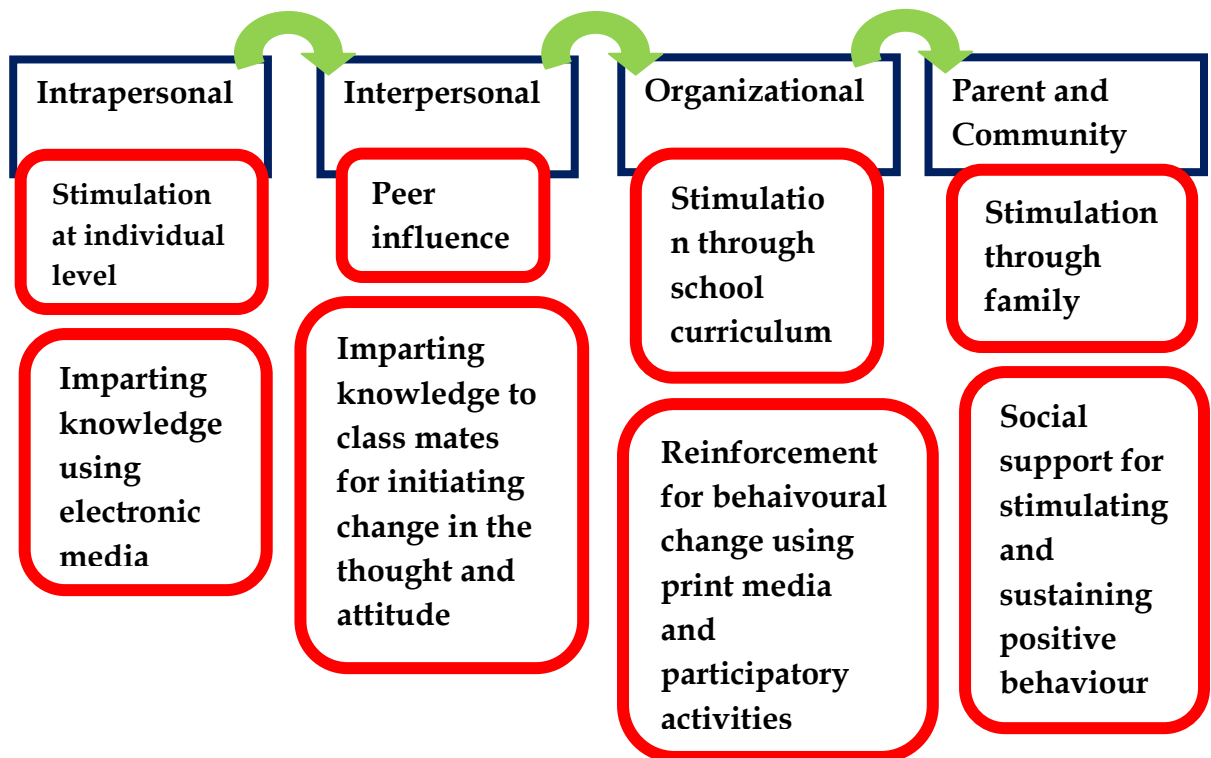 Intrapersonal
Stimulation
at individual
level
Imparting
knowledge
using
electronic
media
Interpersonal
Peer
influence
Imparting
knowledge to
class mates
for initiating
change in the
thought and
attitude
Organizational
Stimulatio
n through
school
curriculum
Reinforcement
for behaivoural
change using
print media
and
participatory
activities
Parent and
Community
Stimulation
through
family
Social
support for
stimulating
and
sustaining
positive
behaviour